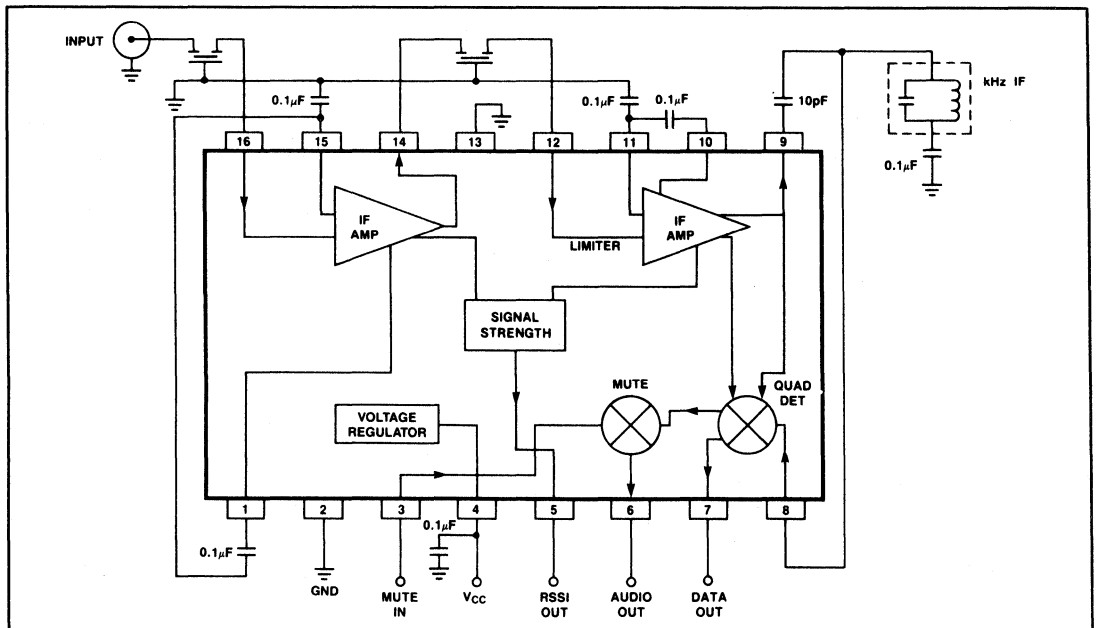 INPUT
kHz IF
0.1µF
0.1µF
0.1µF
10pF
0.1µF
16
15
14
13
12
11
10
9
IF
AMP
LIMITER
IF
AMP
SIGNAL
STRENGTH
MUTE
QUAD
DET
VOLTAGE
REGULATOR
1
2
3
4
5
6
7
8
0.1µF
0.1µF
GND
MUTE
IN
VCC
RSSI
OUT
AUDIO
OUT
DATA
OUT